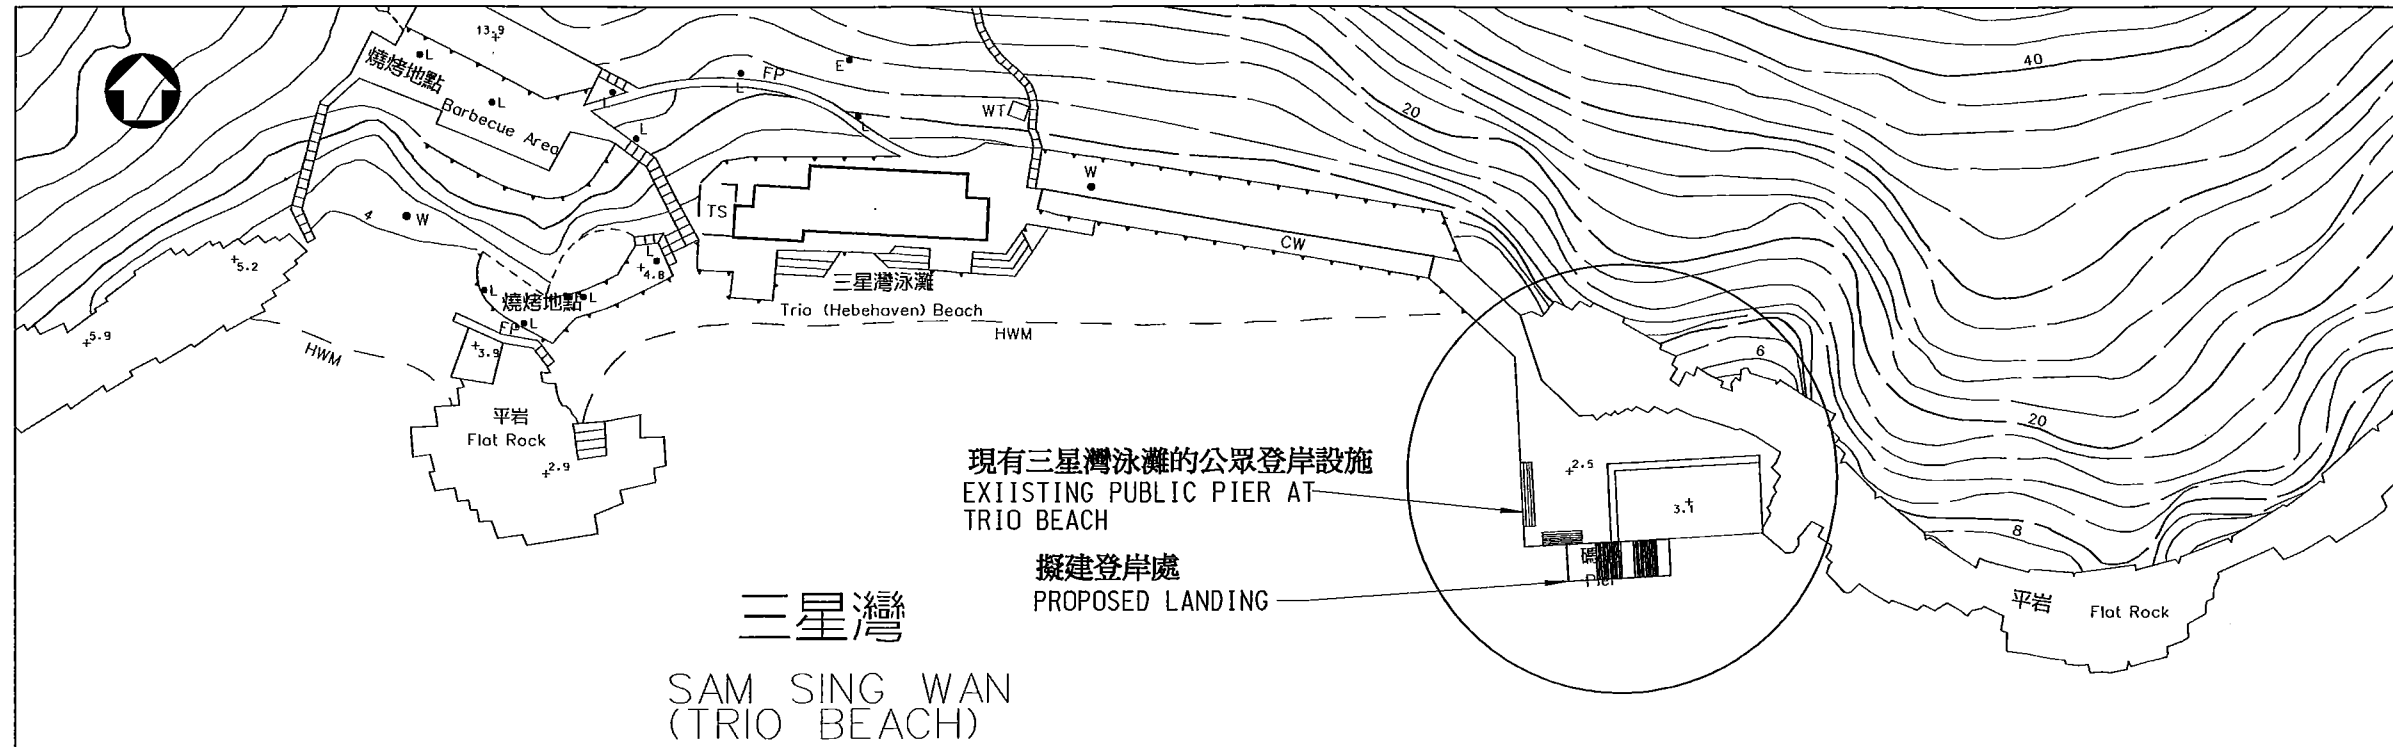 13.9
燒烤地點
L
L
Barbecue Area
L
L
FP
L
E
L
WT
W
20
40
4
W
TS
CW
5.2
L
4.8
三星灣泳灘
Trio (Hebehaven) Beach
L
燒烤地點
L
FP
L
5.9
3.9
HWM
HWM
6
平岩
Flat Rock
2.9
20
現有三星灣泳灘的公眾登岸設施
EXIISTING PUBLIC PIER AT
TRIO BEACH
2.5
3.1
8
擬建登岸處
PROPOSED LANDING
Pier
平岩 Flat Rock
三星灣
SAM SING WAN
(TRIO BEACH)